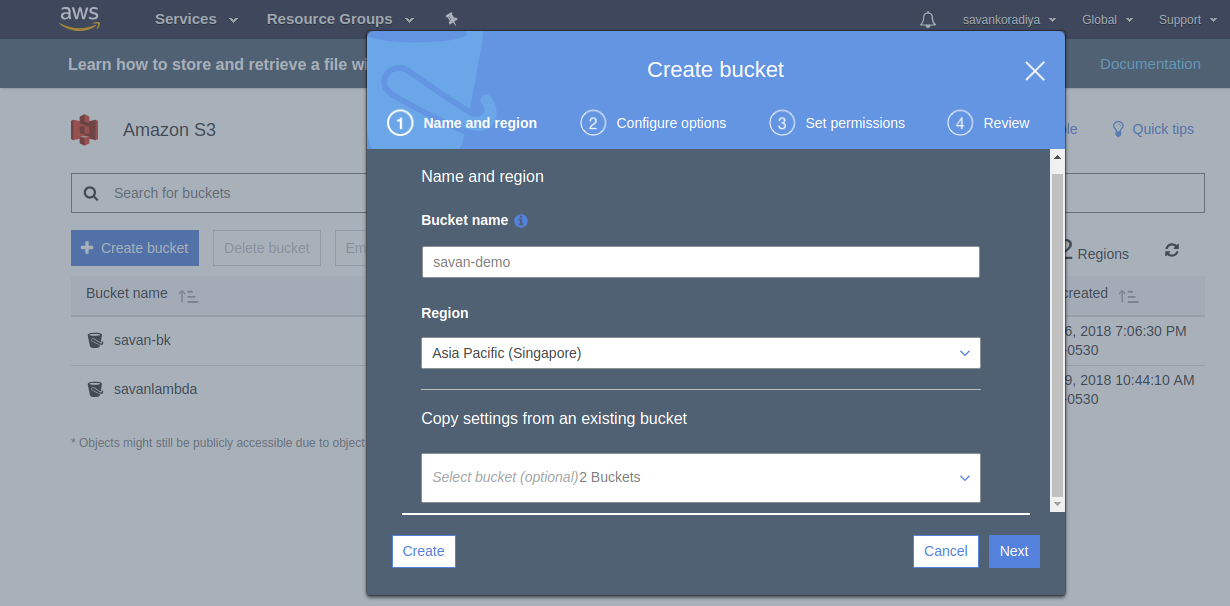 aws Services Resource Groups savankoradiya Global Support
Learn how to store and retrieve a file Documentation
Create bucket
1 Name and region 2 Configure options 3 Set permissions 4 Review
Amazon S3
Quick tips
Name and region
Search for buckets
Bucket name
savan-demo
Create bucket Delete bucket
2 Regions
Bucket name
created
Region
Asia Pacific (Singapore)
savan-bk
6, 2018 7:06:30 PM
-0530
savanlambda
9, 2018 10:44:10 AM
-0530
Copy settings from an existing bucket
* Objects might still be publicly accessible due to object
Select bucket (optional)2 Buckets
Create Cancel Next